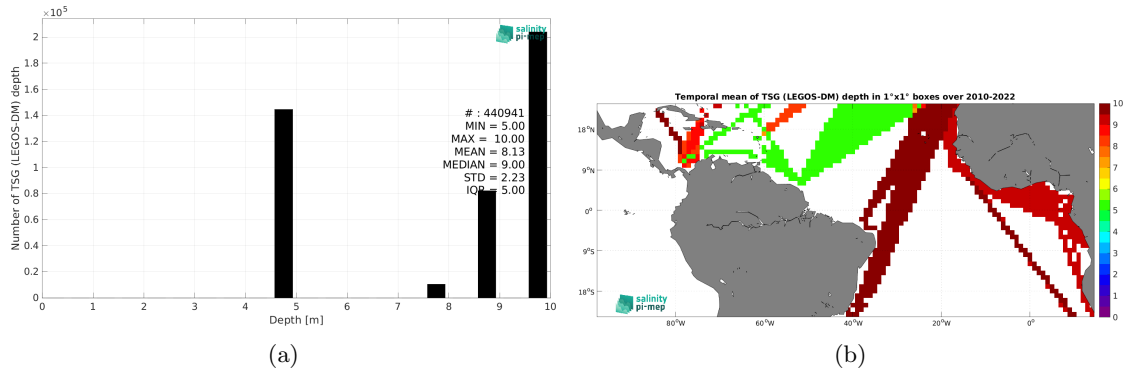 ×10⁵
salinity
pi-mep
2
1.8
1.6
1.4
1.2
1
0.8
0.6
0.4
0.2
0
Number of TSG (LEGOS-DM) depth
# : 440941
MIN = 5.00
MAX = 10.00
MEAN = 8.13
MEDIAN = 9.00
STD = 2.23
IQR = 5.00
0 1 2 3 4 5 6 7 8 9 10
Depth [m]
(a)
Temporal mean of TSG (LEGOS-DM) depth in 1°x1° boxes over 2010-2022
18°N
9°N
0°
9°S
18°S
80°W 60°W 40°W 20°W 0°
salinity
pi-mep
10
9
8
7
6
5
4
3
2
1
0
(b)